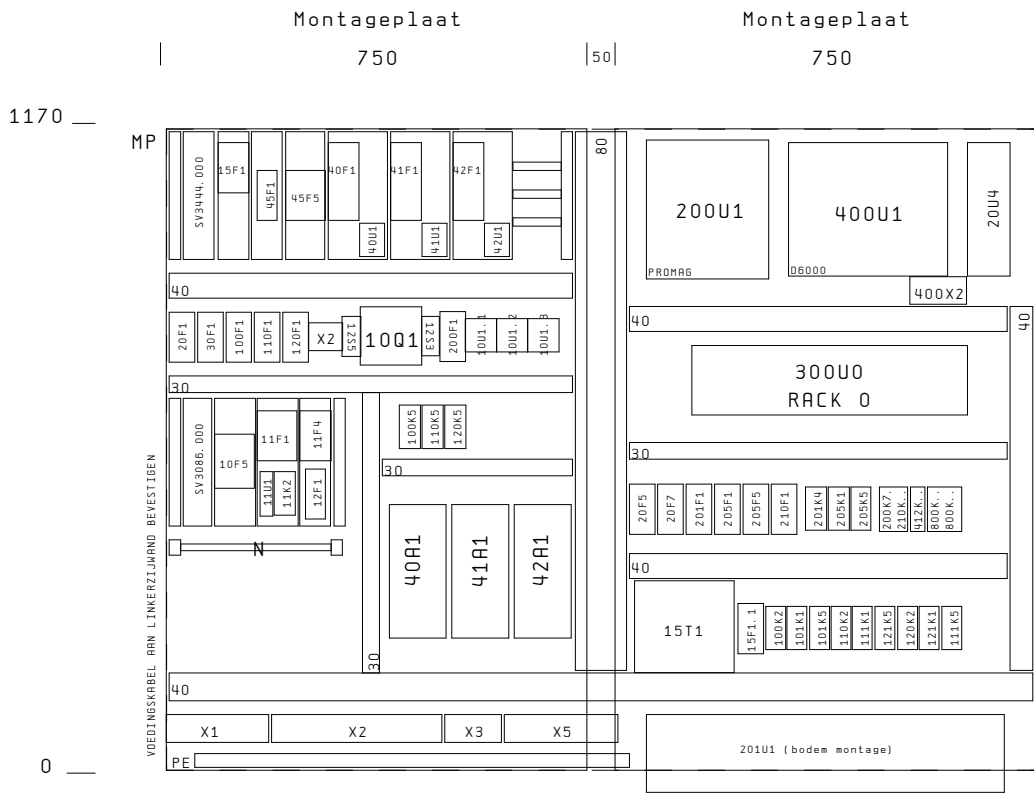 Montageplaat
Montageplaat
750
50
750
1170
MP
80
SV3444.000
15F1
45F1
45F5
40F1
40U1
41F1
41U1
42F1
42U1
200U1
PROMAG
400U1
D6000
20U4
400X2
40
40
40
20F1
30F1
100F1
110F1
120F1
X2
12S5
10Q1
12S3
200F1
10U1.1
10U1.2
10U1.3
300U0
RACK 0
30
30
SV3086.000
10F5
11F1
11U1
11K2
11F4
12F1
100K5
110K5
120K5
30
N
40A1
41A1
42A1
30
20F5
20F7
201F1
205F1
205F5
210F1
201K4
205K1
205K5
200K7.
210K..
412K..
800K..
800K..
40
15T1
15F1.1
100K2
101K1
101K5
110K2
111K1
121K5
120K2
121K1
111K5
VOEDINGSKABEL AAN LINKERZIJWAND BEVESTIGEN
40
X1
X2
X3
X5
PE
201U1 (bodem montage)
0